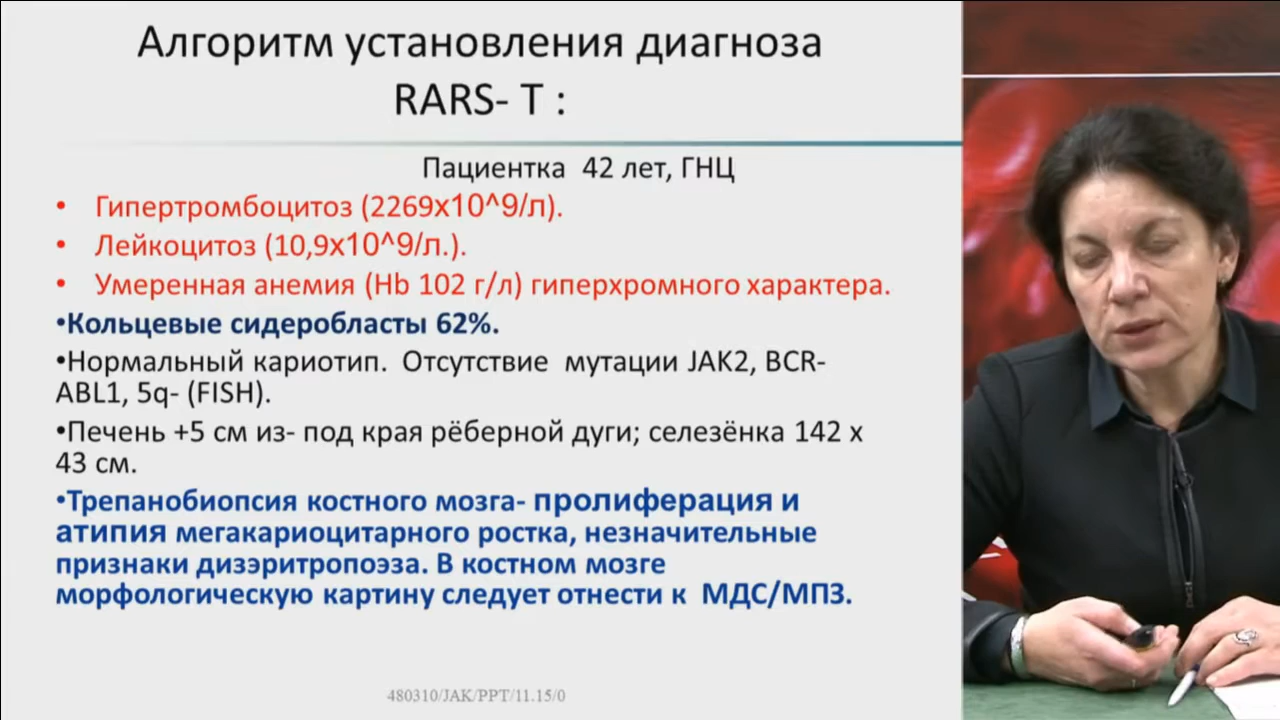 Алгоритм установления диагноза
RARS- T :
Пациентка 42 лет, ГНЦ
• Гипертромбоцитоз (2269х10^9/л).
• Лейкоцитоз (10,9х10^9/л.).
• Умеренная анемия (Hb 102 г/л) гиперхромного характера.
•Кольцевые сидеробласты 62%.
•Нормальный кариотип. Отсутствие мутации JAK2, BCR-
ABL1, 5q- (FISH).
•Печень +5 см из- под края рёберной дуги; селезёнка 142 х
43 см.
•Трепанобиопсия костного мозга- пролиферация и
атипия мегакариоцитарного ростка, незначительные
признаки дизэритропоэза. В костном мозге
морфологическую картину следует отнести к МДС/МПЗ.
480310/JAK/PPT/11.15/0